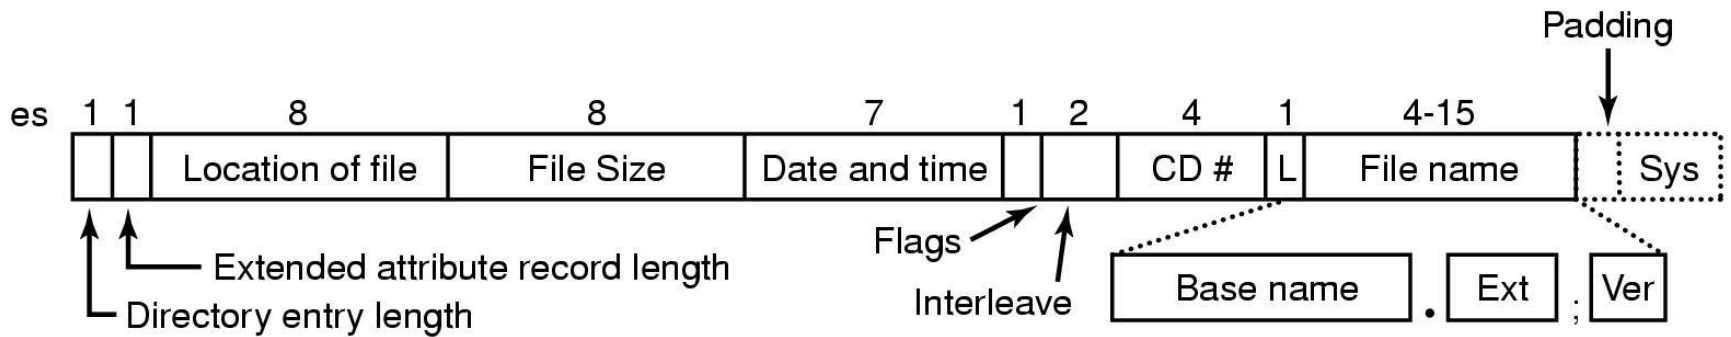 Padding
es 1 1 8 8 7 1 2 4 1 4-15
Location of file File Size Date and time CD # L File name Sys
Flags
Extended attribute record length
Interleave
Base name . Ext ; Ver
Directory entry length